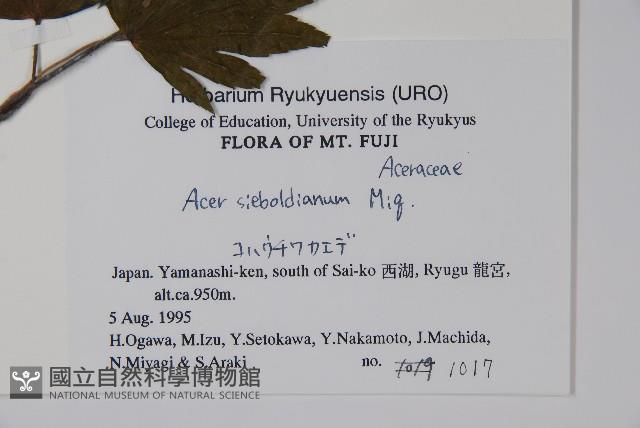 Herbarium Ryukyuensis (URO)
College of Education, University of the Ryukyus
FLORA OF MT. FUJI
Aceraceae
Acer sieboldianum Miq.
コハウチワカエデ
Japan. Yamanashi-ken, south of Sai-ko 西湖, Ryugu 龍宮,
alt.ca.950m.
5 Aug. 1995
H.Ogawa, M.Izu, Y.Setokawa, Y.Nakamoto, J.Machida,
N.Miyagi & S.Araki no. 1019 1017
國立自然科學博物館
NATIONAL MUSEUM OF NATURAL SCIENCE